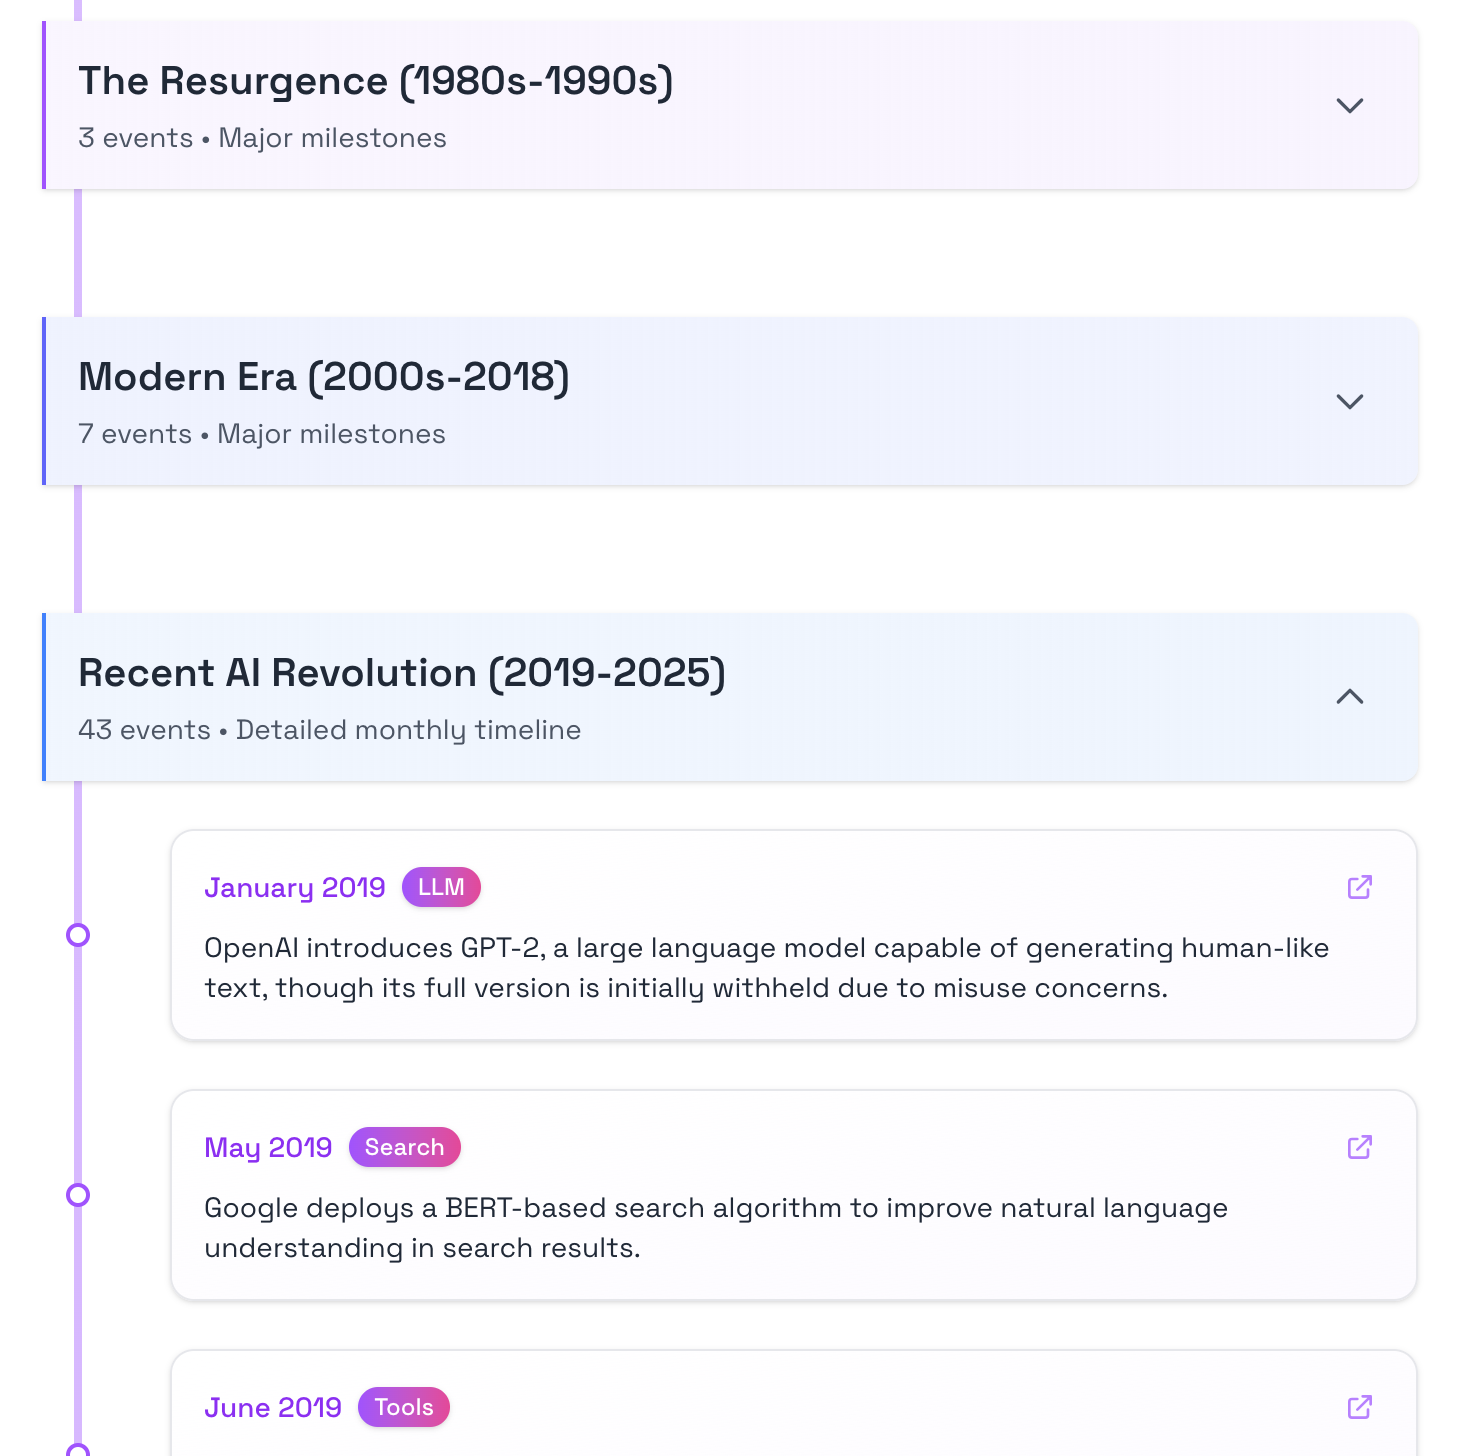 The Resurgence (1980s-1990s)
3 events • Major milestones
Modern Era (2000s-2018)
7 events • Major milestones
Recent AI Revolution (2019-2025)
43 events • Detailed monthly timeline
January 2019 LLM
OpenAI introduces GPT-2, a large language model capable of generating human-like
text, though its full version is initially withheld due to misuse concerns.
May 2019 Search
Google deploys a BERT-based search algorithm to improve natural language
understanding in search results.
June 2019 Tools